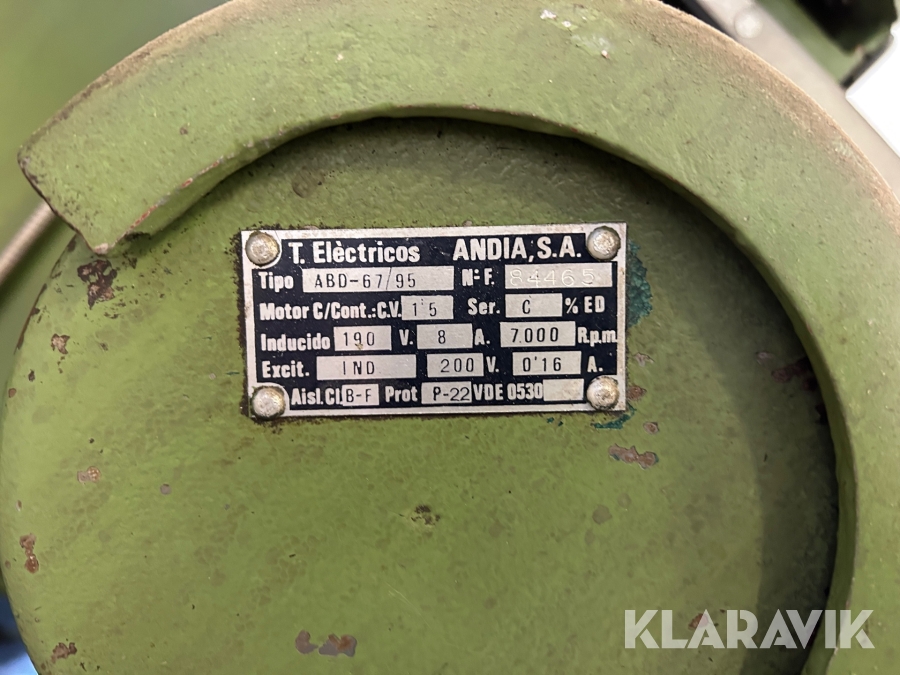 T. Elèctricos ANDIA, S.A.
Tipo ABD-67/95 Nº F. 84465
Motor C/Cont.:C.V. 1'5 Ser. C % ED
Inducido 190 V. 8 A. 7.000 R.p.m
Excit. IND 200 V. 0'16 A.
Aisl. Cl. B-F Prot P-22 VDE 0530
KLARAVIK